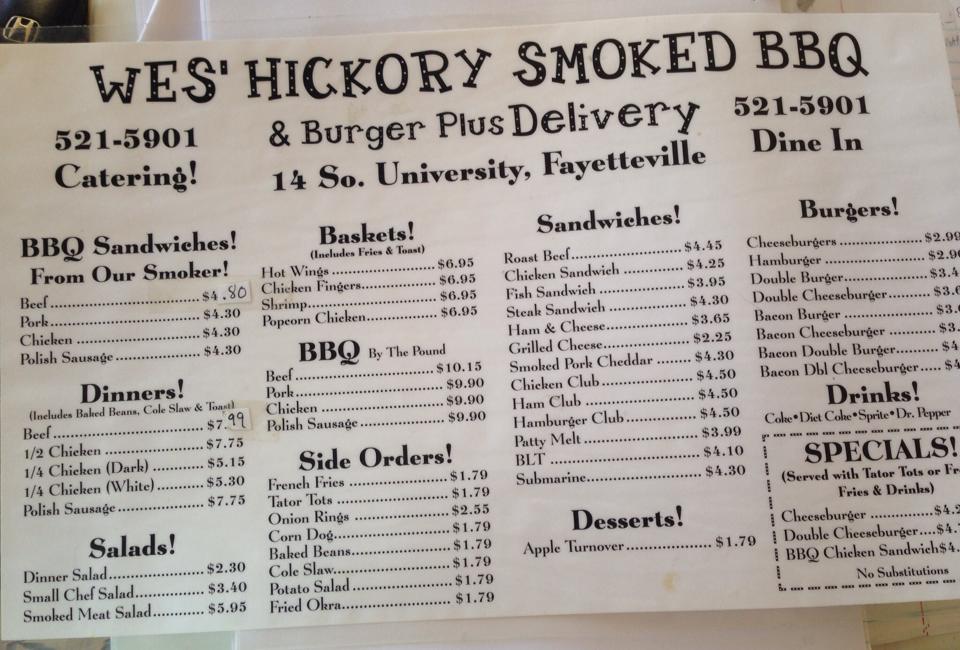 WES' HICKORY SMOKED BBQ
& Burger Plus Delivery
14 So. University, Fayetteville
521-5901
Catering!
521-5901
Dine In
BBQ Sandwiches!
From Our Smoker!
Beef $4.80
Pork $4.30
Chicken $4.30
Polish Sausage $4.30
Dinners!
(Includes Baked Beans, Cole Slaw & Toast)
Beef $7.99
1/2 Chicken $7.75
1/4 Chicken (Dark) $5.15
1/4 Chicken (White) $5.30
Polish Sausage $7.75
Salads!
Dinner Salad $2.30
Small Chef Salad $3.40
Smoked Meat Salad $5.95
Baskets!
(Includes Fries & Toast)
Hot Wings $6.95
Chicken Fingers $6.95
Shrimp $6.95
Popcorn Chicken $6.95
BBQ By The Pound
Beef $10.15
Pork $9.90
Chicken $9.90
Polish Sausage $9.90
Side Orders!
French Fries $1.79
Tator Tots $1.79
Onion Rings $2.55
Corn Dog $1.79
Baked Beans $1.79
Cole Slaw $1.79
Potato Salad $1.79
Fried Okra $1.79
Sandwiches!
Roast Beef $4.45
Chicken Sandwich $4.25
Fish Sandwich $3.95
Steak Sandwich $4.30
Ham & Cheese $3.65
Grilled Cheese $2.25
Smoked Pork Cheddar $4.30
Chicken Club $4.50
Ham Club $4.50
Hamburger Club $4.50
Patty Melt $3.99
BLT $4.10
Submarine $4.30
Desserts!
Apple Turnover $1.79
Burgers!
Cheeseburgers $2.99
Hamburger
Double Burger
Double Cheeseburger
Bacon Burger
Bacon Cheeseburger
Bacon Double Burger
Bacon Dbl Cheeseburger
Drinks!
Coke•Diet Coke•Sprite•Dr. Pepper
SPECIALS!
(Served with Tator Tots or
Fries & Drinks)
Cheeseburger
Double Cheeseburger
BBQ Chicken Sandwich
No Substitutions